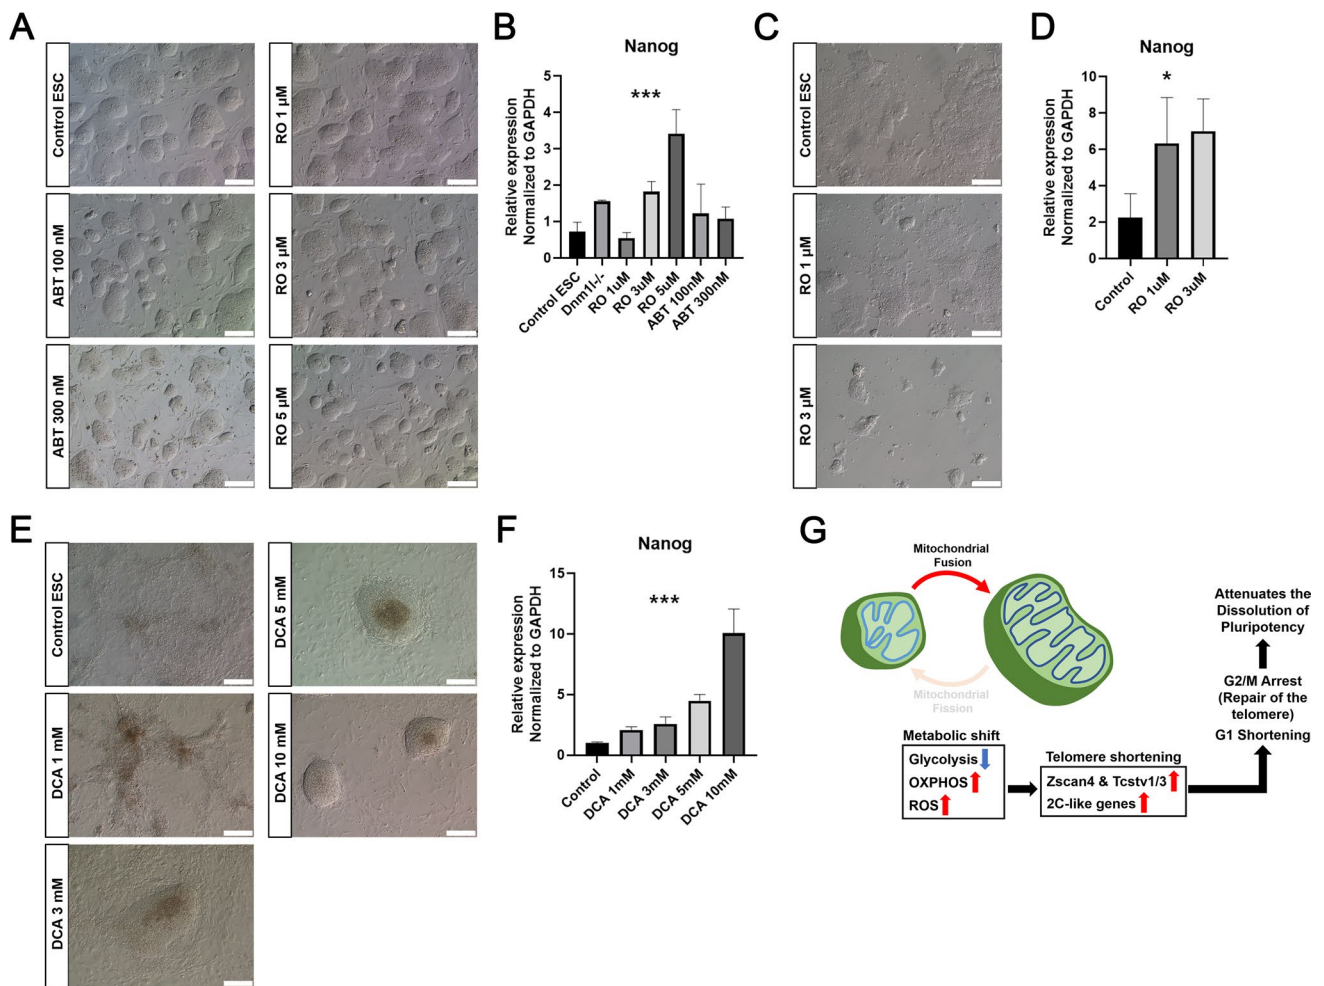 A
Control ESC
RO 1 µM
ABT 100 nM
RO 3 µM
ABT 300 nM
RO 5 µM
B
Nanog
Relative expression
Normalized to GAPDH
5
4
3
2
1
0
***
Control ESC
Dnm1l-/-
RO 1uM
RO 3uM
RO 5uM
ABT 100nM
ABT 300nM
C
Control ESC
RO 1 µM
RO 3 µM
D
Nanog
Relative expression
Normalized to GAPDH
10
8
6
4
2
0
*
Control
RO 1uM
RO 3uM
E
Control ESC
DCA 5 mM
DCA 1 mM
DCA 10 mM
DCA 3 mM
F
Nanog
Relative expression
Normalized to GAPDH
15
10
5
0
***
Control
DCA 1mM
DCA 3mM
DCA 5mM
DCA 10mM
G
Mitochondrial
Fusion
Mitochondrial
Fission
Metabolic shift
Glycolysis
OXPHOS
ROS
Telomere shortening
Zscan4 & Tcstv1/3
2C-like genes
Attenuates the
Dissolution of
Pluripotency
G2/M Arrest
(Repair of the
telomere)
G1 Shortening